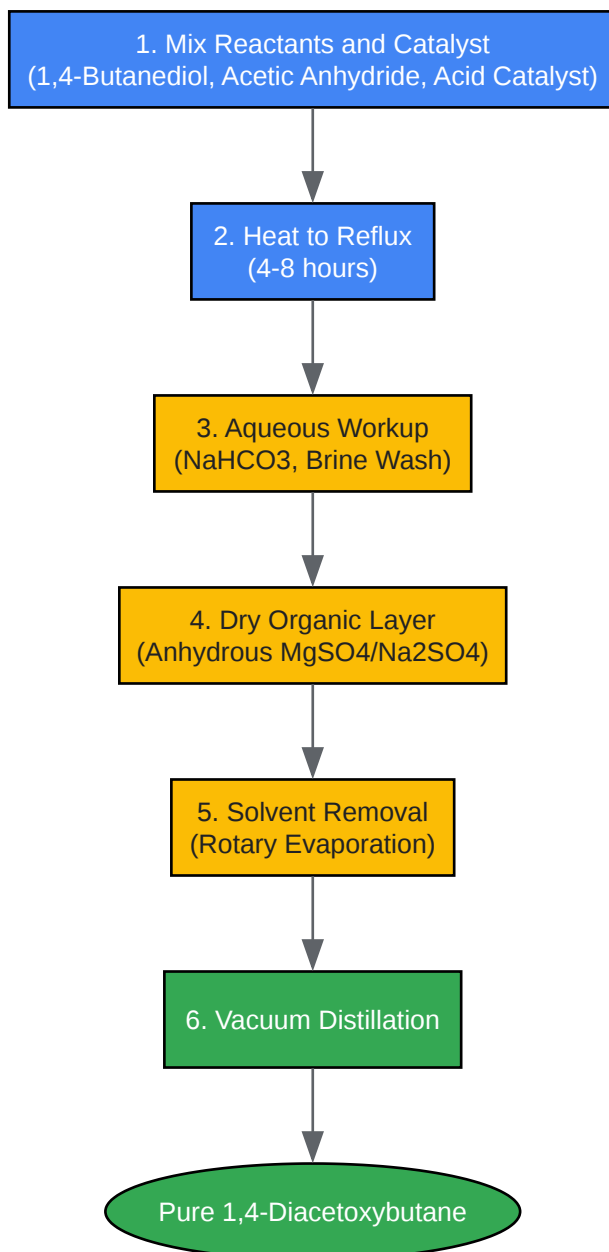 1. Mix Reactants and Catalyst
(1,4-Butanediol, Acetic Anhydride, Acid Catalyst)
2. Heat to Reflux
(4-8 hours)
3. Aqueous Workup
(NaHCO3, Brine Wash)
4. Dry Organic Layer
(Anhydrous MgSO4/Na2SO4)
5. Solvent Removal
(Rotary Evaporation)
6. Vacuum Distillation
Pure 1,4-Diacetoxybutane